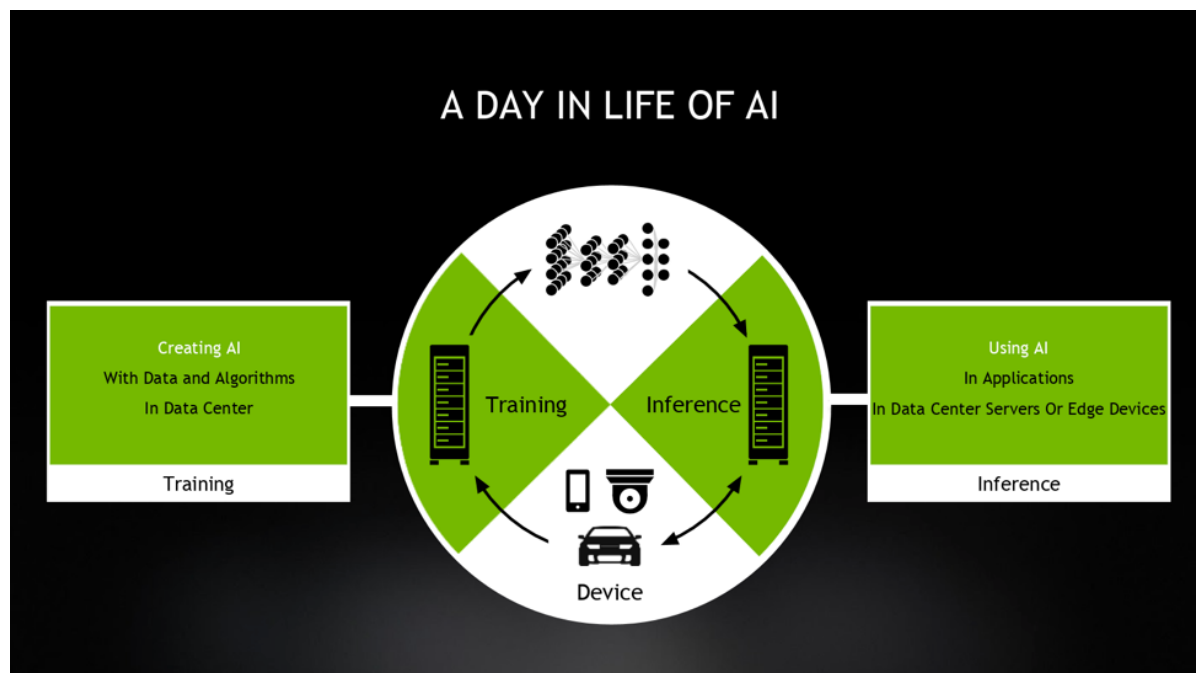 A DAY IN LIFE OF AI
Creating AI
With Data and Algorithms
In Data Center
Training
Training
Inference
Device
Using AI
In Applications
In Data Center Servers Or Edge Devices
Inference